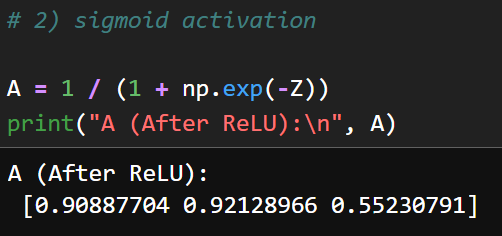 # 2) sigmoid activation
A = 1 / (1 + np.exp(-Z))
print("A (After ReLU):\n", A)
A (After ReLU):
[0.90887704 0.92128966 0.55230791]